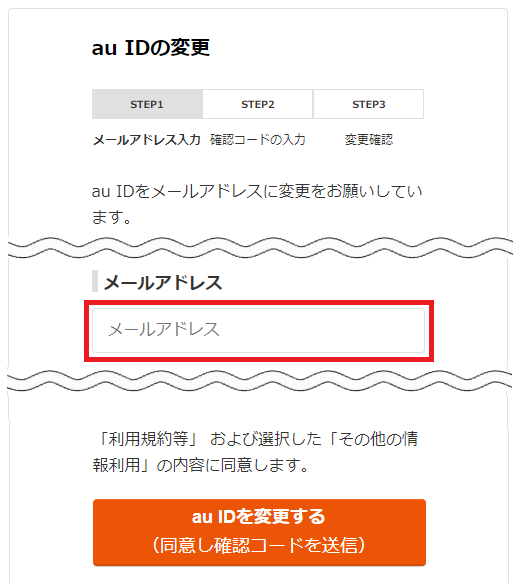 au IDの変更
STEP1 STEP2 STEP3
メールアドレス入力 確認コードの入力 変更確認
au IDをメールアドレスに変更をお願いしてい
ます。
メールアドレス
メールアドレス
「利用規約等」 および選択した「その他の情
報利用」の内容に同意します。
au IDを変更する
（同意し確認コードを送信）